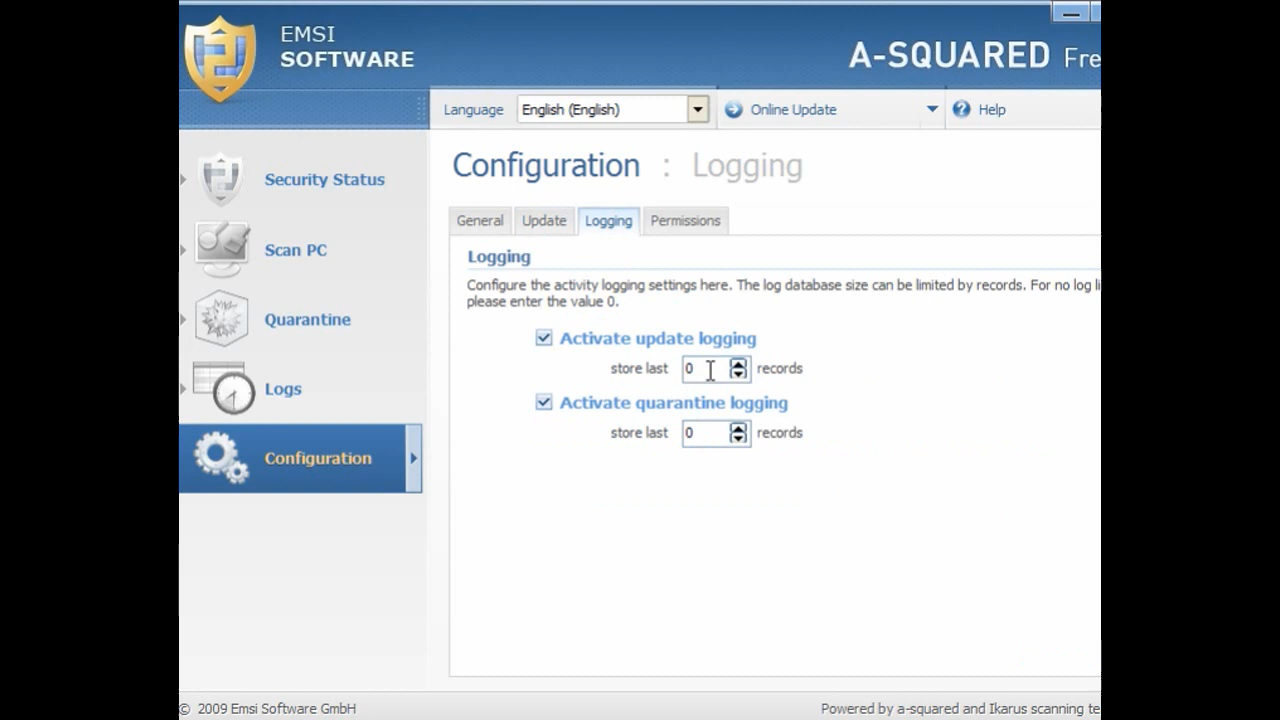 EMSI
SOFTWARE
A-SQUARED Fre
Language English (English) Online Update Help
Security Status
Scan PC
Quarantine
Logs
Configuration
Configuration : Logging
General Update Logging Permissions
Logging
Configure the activity logging settings here. The log database size can be limited by records. For no log li
please enter the value 0.
Activate update logging
store last 0 records
Activate quarantine logging
store last 0 records
© 2009 Emsi Software GmbH
Powered by a-squared and Ikarus scanning te